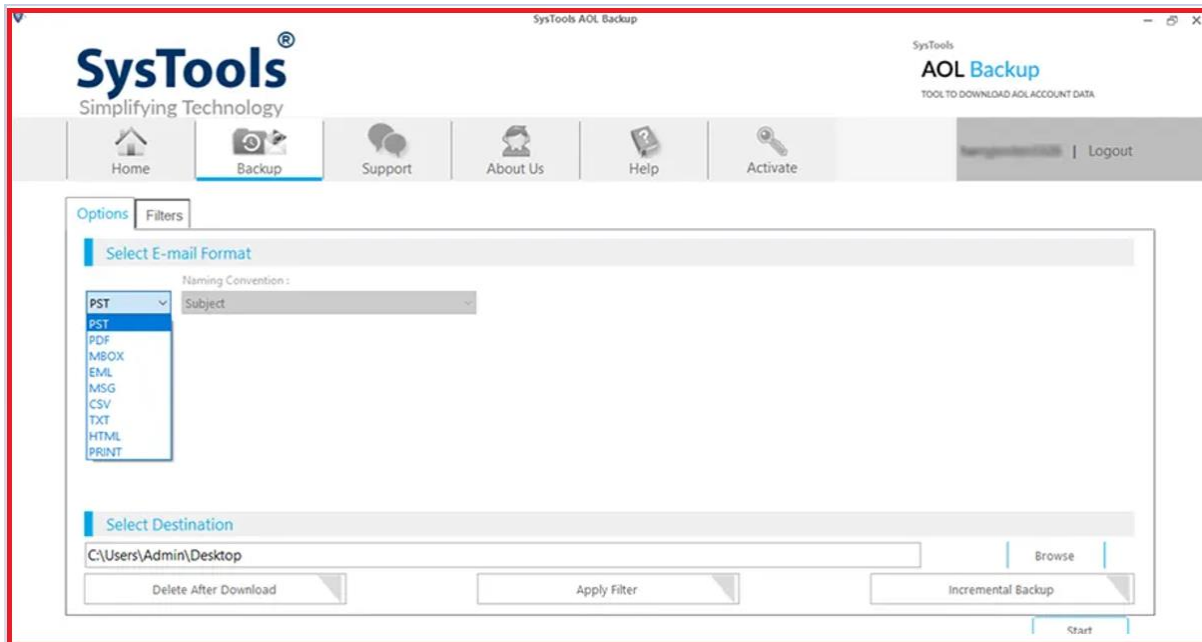 SysTools AOL Backup
SysTools®
Simplifying Technology
SysTools
AOL Backup
TOOL TO DOWNLOAD AOL ACCOUNT DATA
Home
Backup
Support
About Us
Help
Activate
| Logout
Options
Filters
Select E-mail Format
Naming Convention :
PST
Subject
PST
PDF
MBOX
EML
MSG
CSV
TXT
HTML
PRINT
Select Destination
C:\Users\Admin\Desktop
Browse
Delete After Download
Apply Filter
Incremental Backup
Start